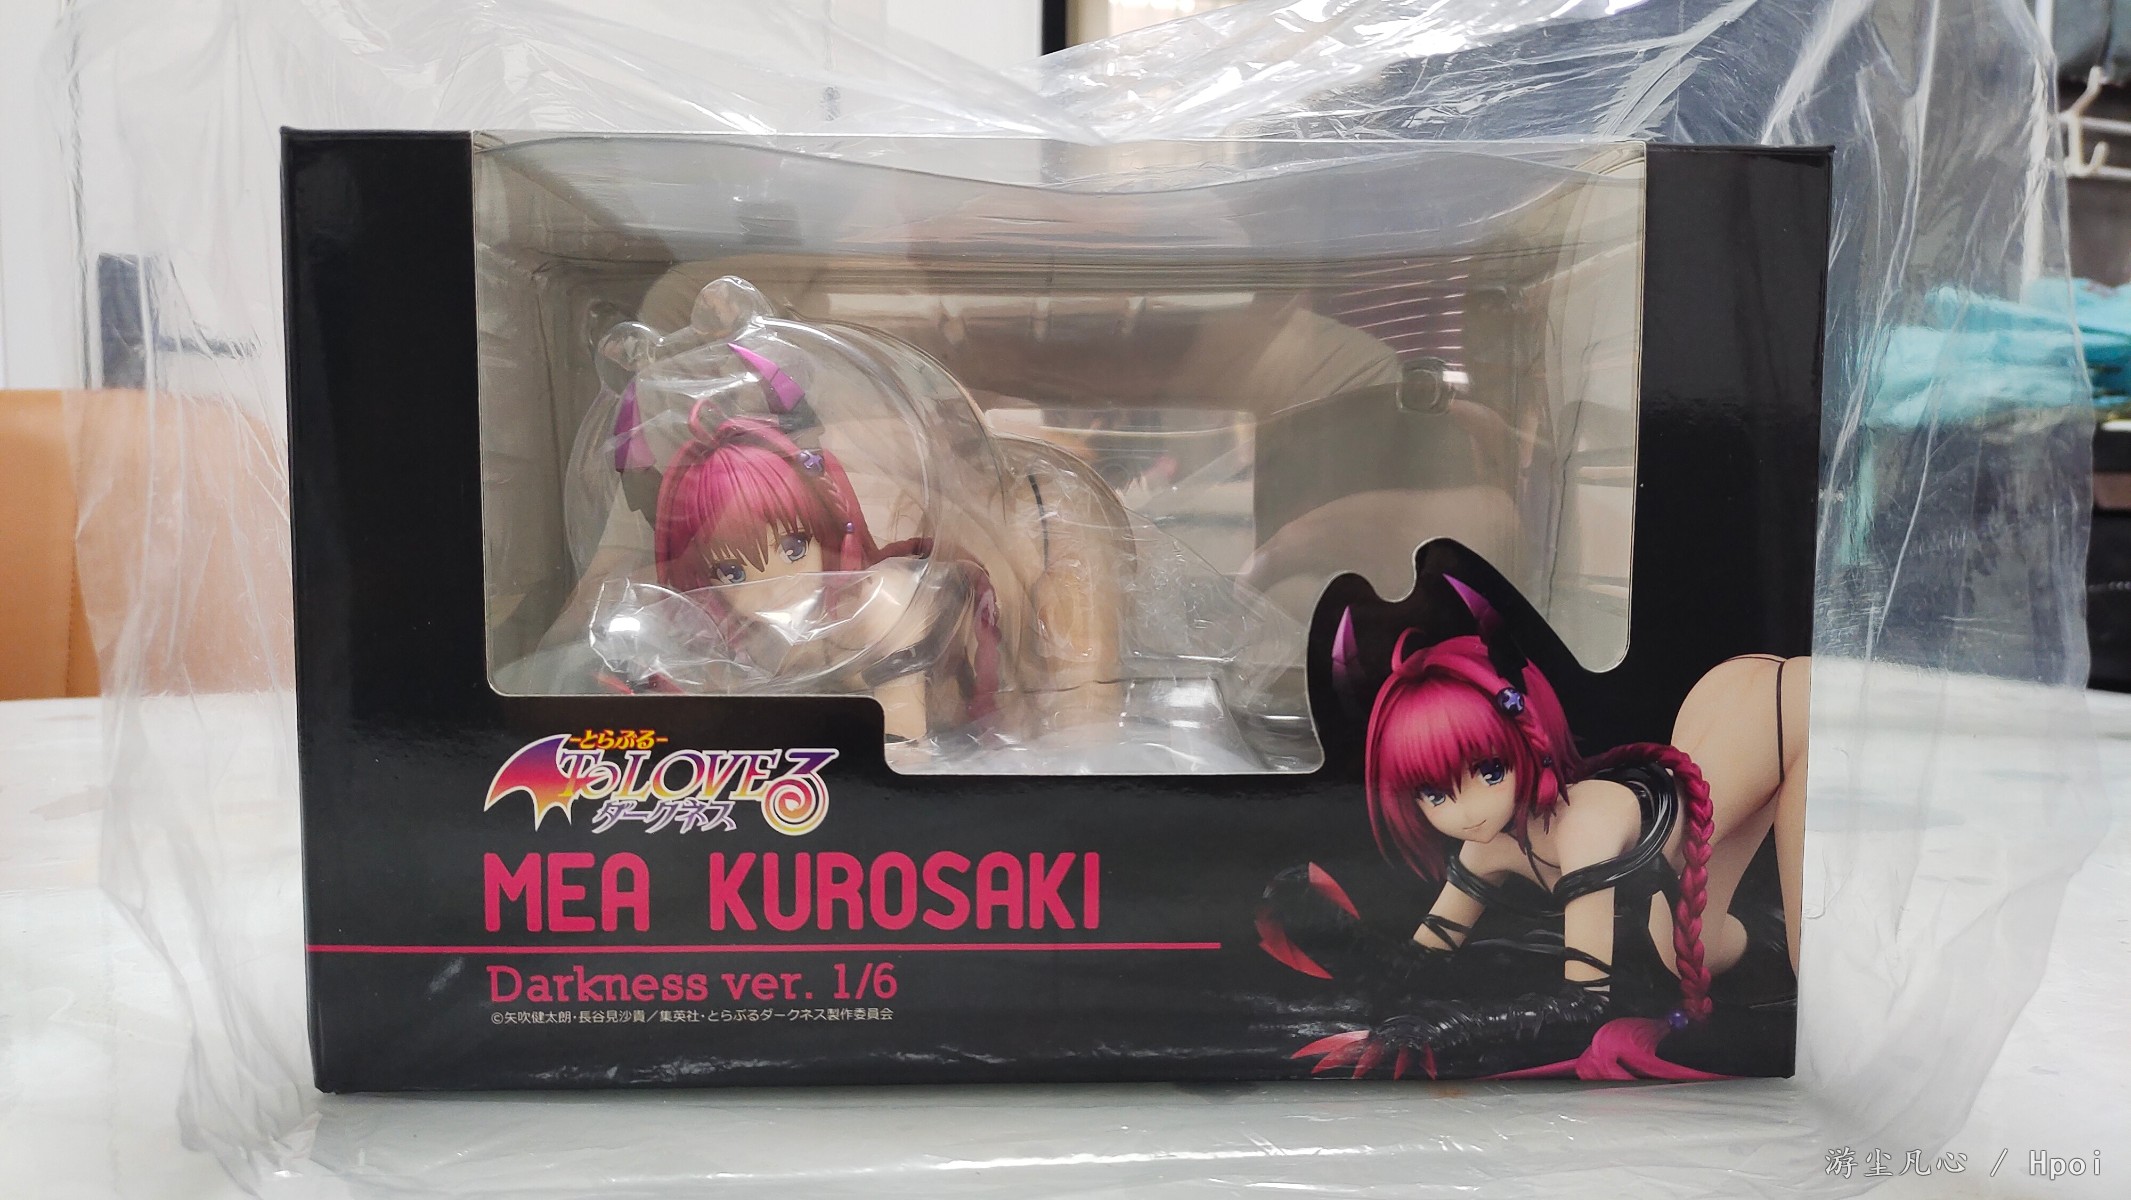 -とらぶる-
ToLOVEる
ダークネス
MEA KUROSAKI
Darkness ver. 1/6
©矢吹健太朗・長谷見沙貴／集英社・とらぶるダークネス製作委員会
游尘凡心 / Hpoi